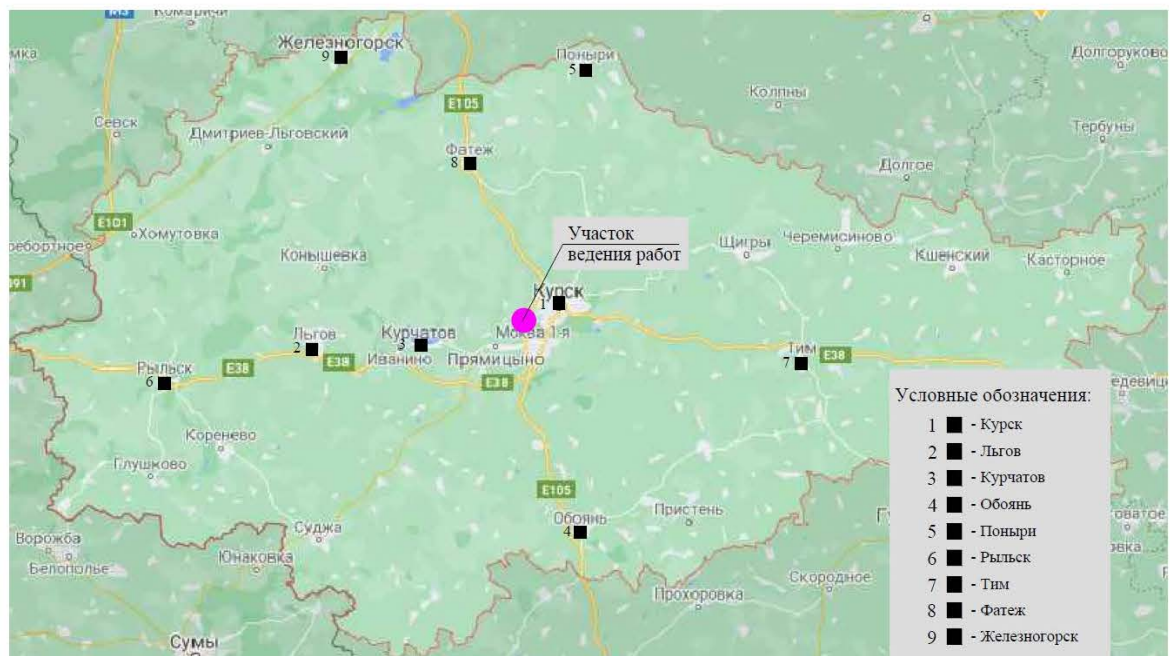 Комаричи
Железногорск
9
Поныри
5
Долгоруково
Колпны
E105
Севск
Дмитриев-Льговский
Тербуны
Фатеж
8
Долгое
E101
Хомутовка
Участок
ведения работ
Щигры
Черемисиново
Конышевка
Кшенский
Касторное
Курск
1
Льгов
2
Курчатов
3
Моква 1-я
Иванино
Прямицыно
E38
Тим
7
E38
Рыльск
6
E38
E38
Условные обозначения:
1 - Курск
2 - Льгов
3 - Курчатов
4 - Обоянь
5 - Поныри
6 - Рыльск
7 - Тим
8 - Фатеж
9 - Железногорск
Коренево
Глушково
E105
Обоянь
4
Пристень
Суджа
Ворожба
Белополье
Юнаковка
Скородное
Прохоровка
Сумы